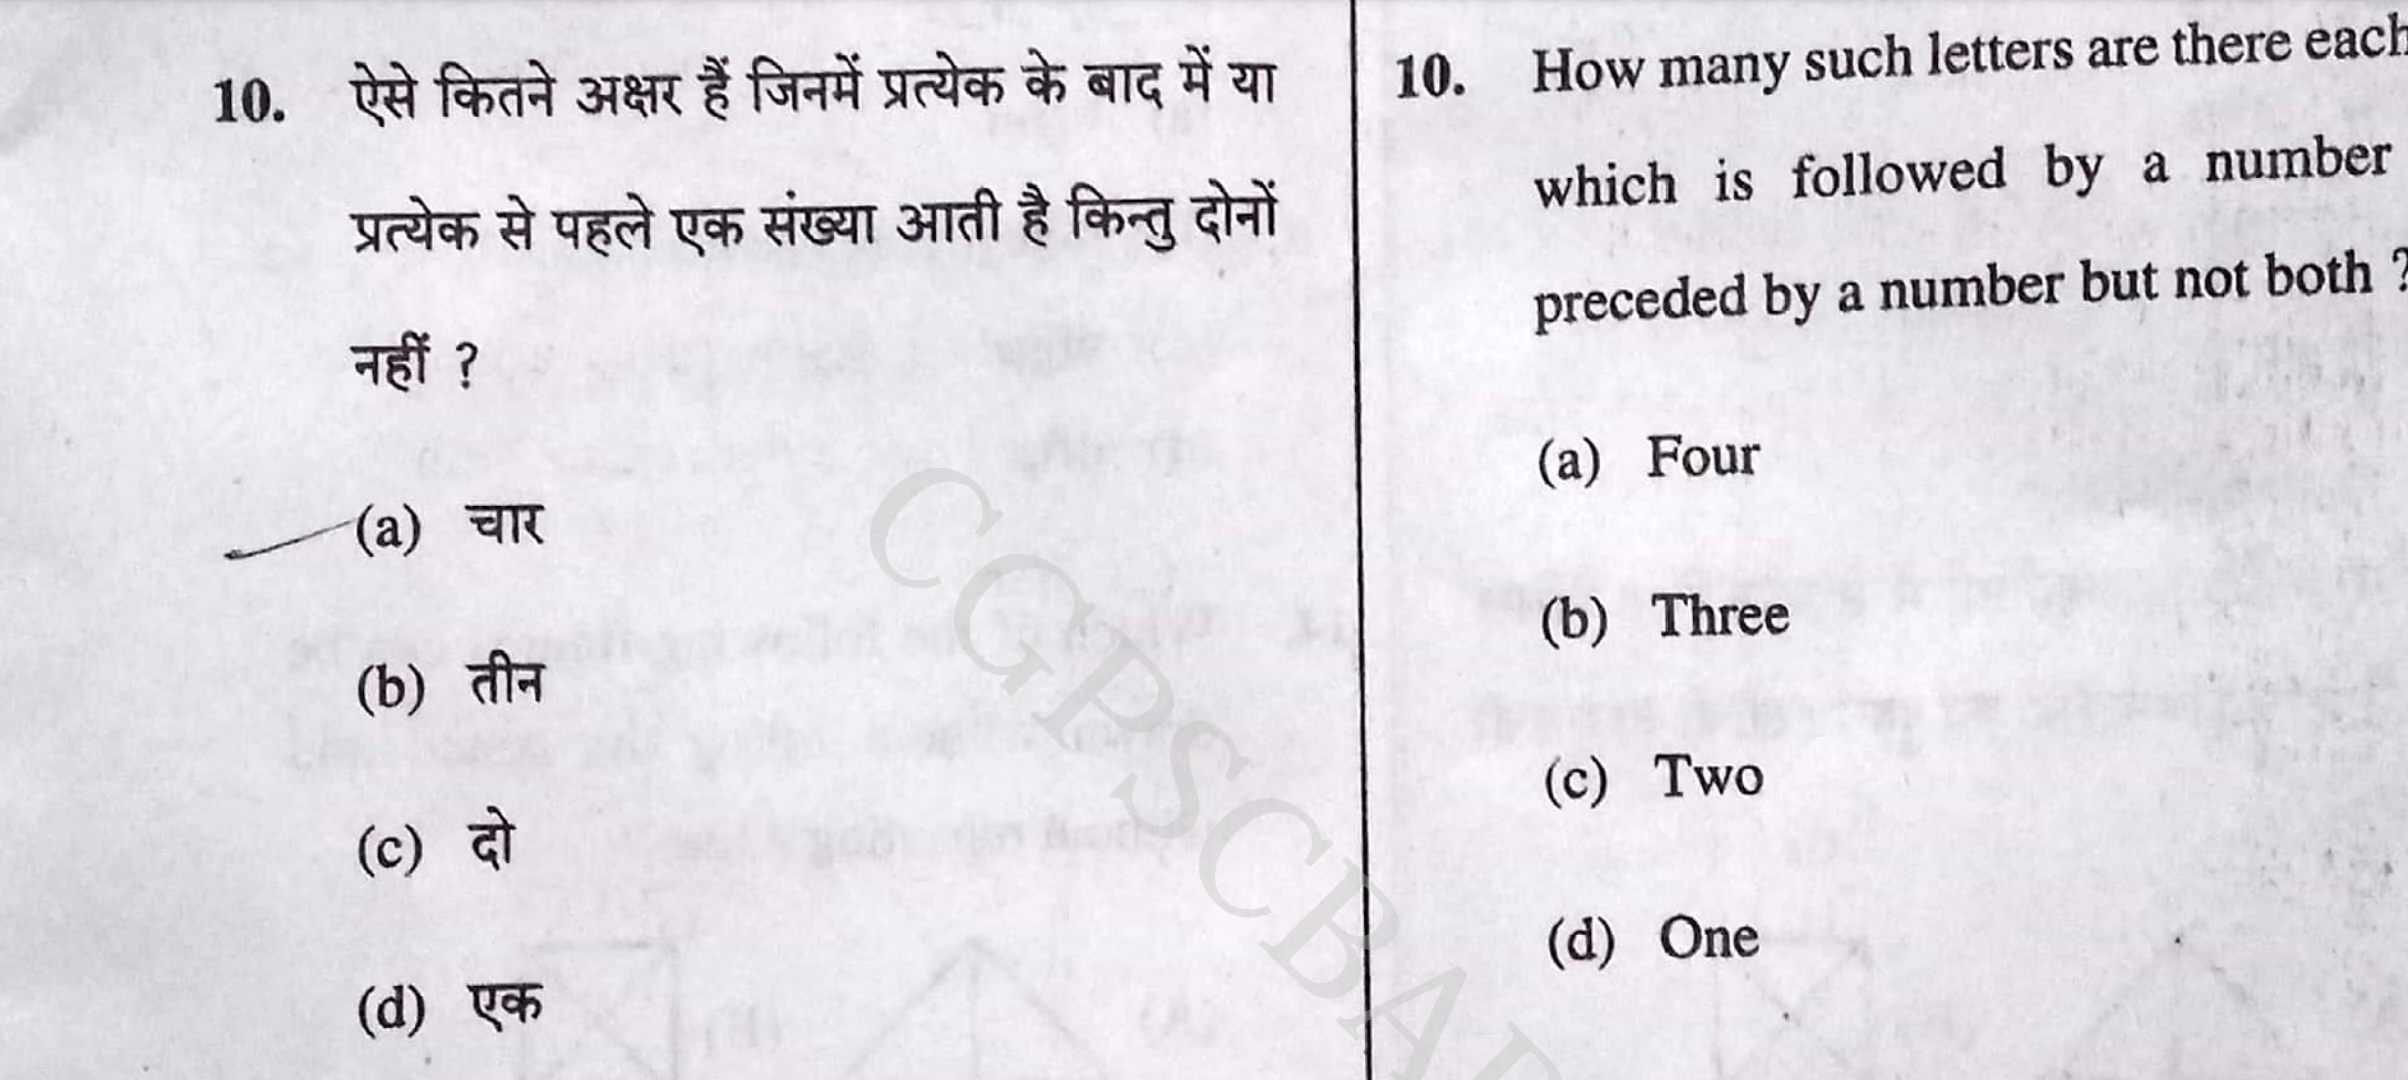 10. ऐसे कितने अक्षर हैं जिनमें प्रत्येक के बाद में या
प्रत्येक से पहले एक संख्या आती है किन्तु दोनों
नहीं ?
(a) चार
(b) तीन
(c) दो
(d) एक
10. How many such letters are there each
which is followed by a number
preceded by a number but not both ?
(a) Four
(b) Three
(c) Two
(d) One
CGPSCBA